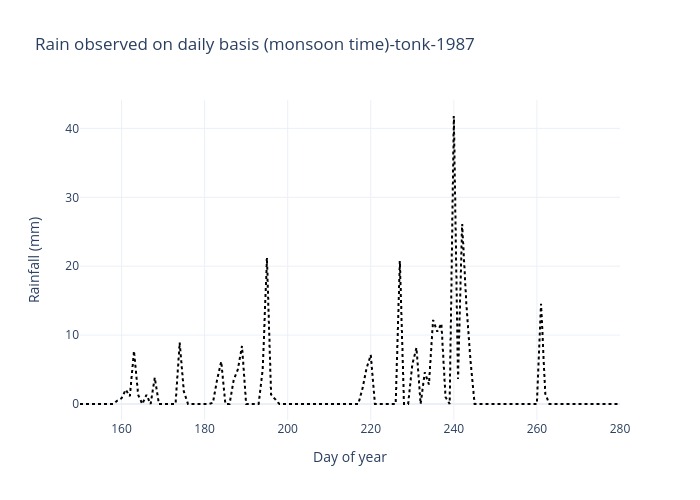 Rain observed on daily basis (monsoon time)-tonk-1987
Rainfall (mm)
40
30
20
10
0
160 180 200 220 240 260 280
Day of year